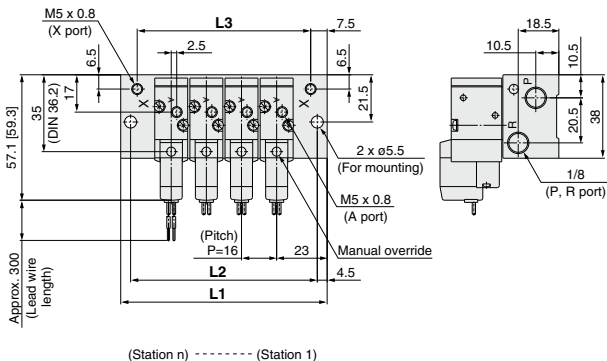 M5 x 0.8
(X port)
L3
7.5
6.5
2.5
6.5
X
X
A
A
A
A
57.1 [59.3]
35
(DIN 36.2)
17
21.5
2 x ø5.5
(For mounting)
M5 x 0.8
(A port)
(Pitch)
P=16
23
Manual override
L2
4.5
L1
Approx. 300
(Lead wire
length)
(Station n) ------- (Station 1)
18.5
10.5
10.5
P
R
20.5
38
1/8
(P, R port)